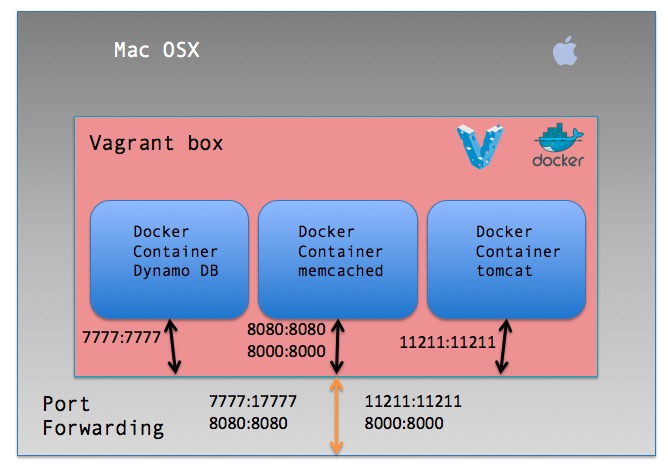 Mac OSX
Vagrant box
docker
Docker
Container
Dynamo DB
Docker
Container
memcached
Docker
Container
tomcat
7777:7777
8080:8080
8000:8000
11211:11211
Port
Forwarding
7777:17777
8080:8080
11211:11211
8000:8000